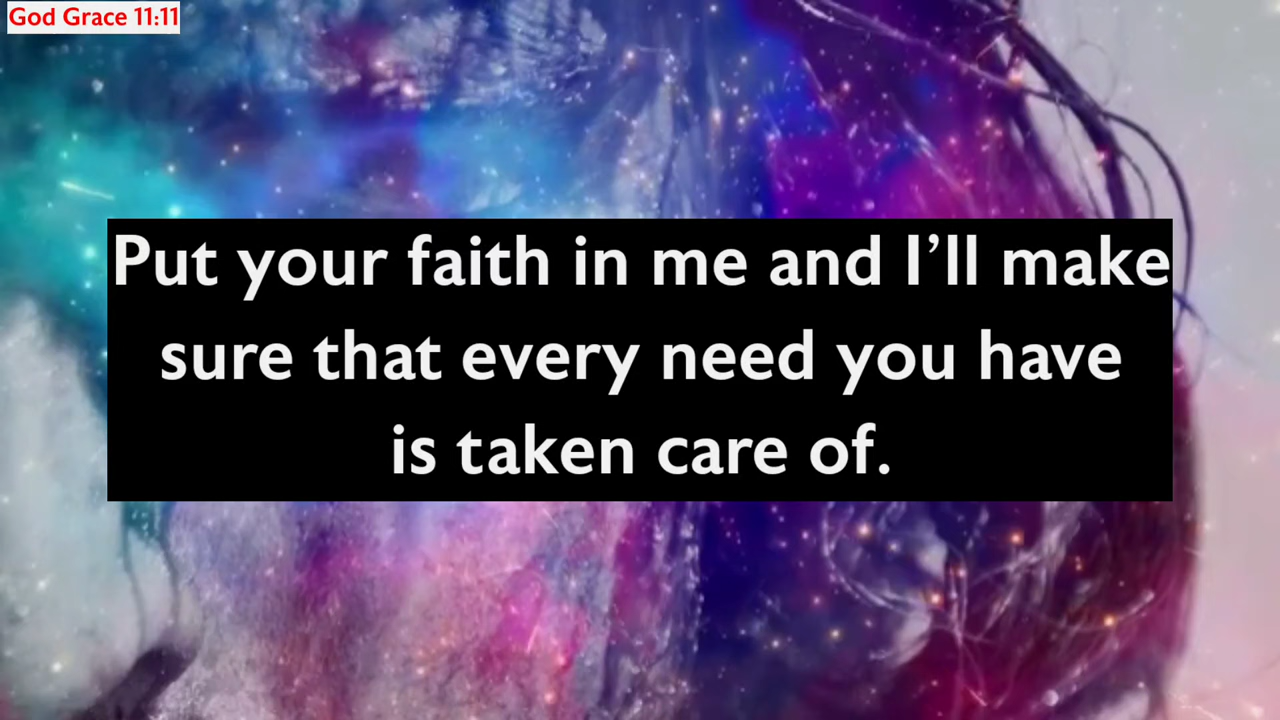 God Grace 11:11
Put your faith in me and I’ll make
sure that every need you have
is taken care of.